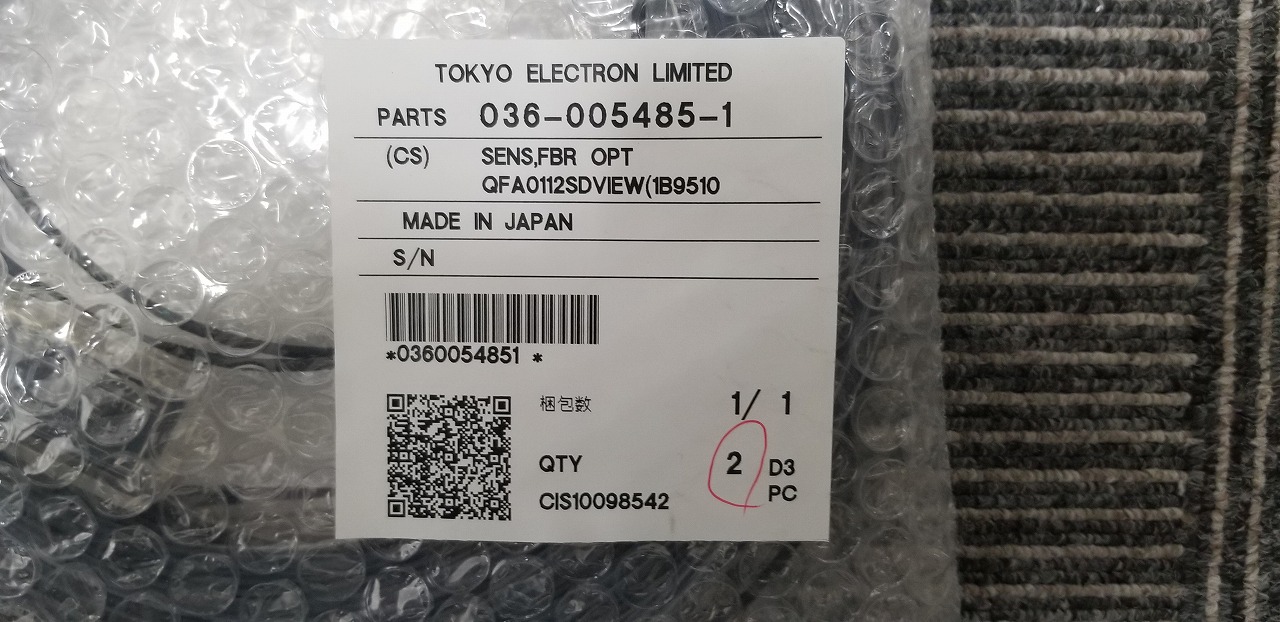 TOKYO ELECTRON LIMITED
PARTS 036-005485-1
(CS) SENS,FBR OPT
QFA0112SDVIEW(1B9510
MADE IN JAPAN
S/N
*0360054851 *
梱包数 1/ 1
QTY 2 D3
CIS10098542 PC